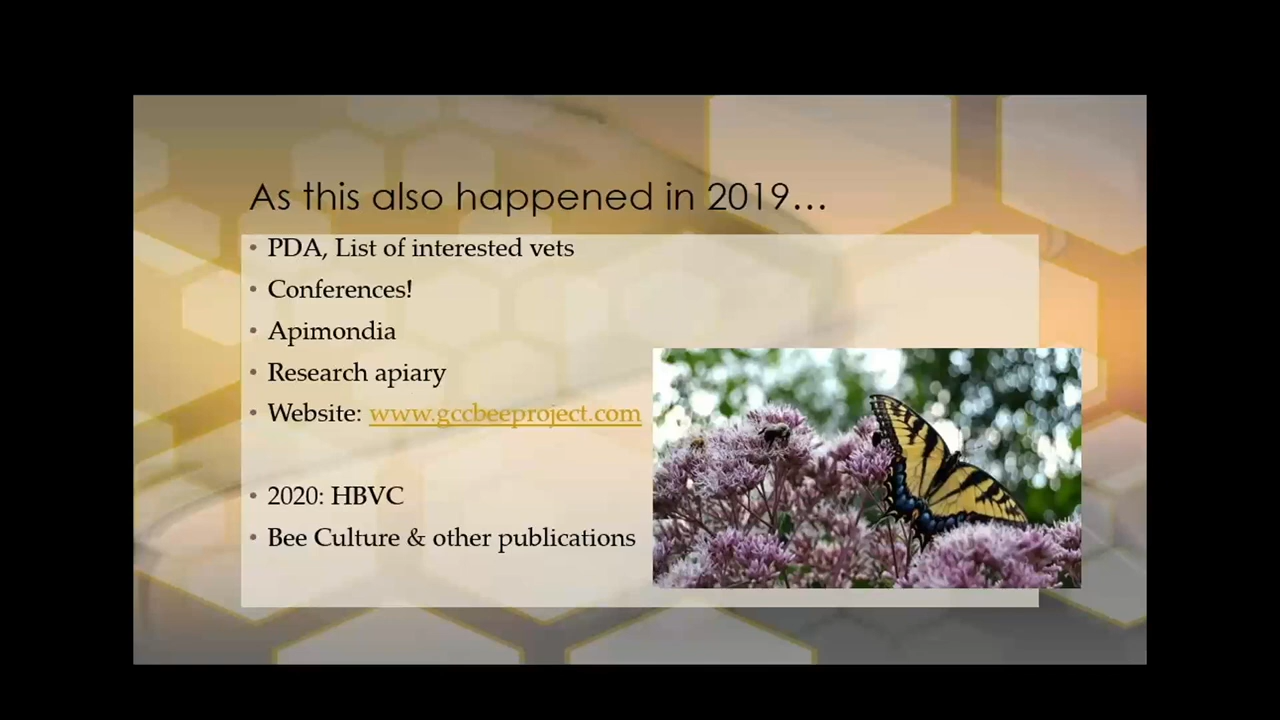 As this also happened in 2019...
• PDA, List of interested vets
• Conferences!
• Apimondia
• Research apiary
• Website: www.gccbeeproject.com
• 2020: HBVC
• Bee Culture & other publications